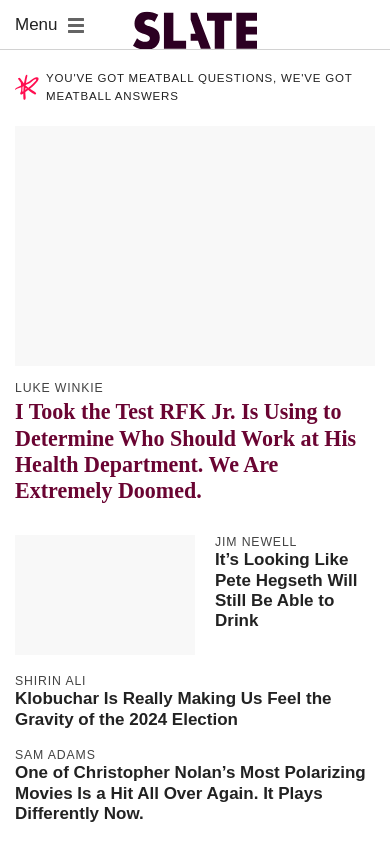 Menu
SLATE
YOU'VE GOT MEATBALL QUESTIONS, WE'VE GOT
MEATBALL ANSWERS
LUKE WINKIE
I Took the Test RFK Jr. Is Using to
Determine Who Should Work at His
Health Department. We Are
Extremely Doomed.
JIM NEWELL
It’s Looking Like
Pete Hegseth Will
Still Be Able to
Drink
SHIRIN ALI
Klobuchar Is Really Making Us Feel the
Gravity of the 2024 Election
SAM ADAMS
One of Christopher Nolan’s Most Polarizing
Movies Is a Hit All Over Again. It Plays
Differently Now.